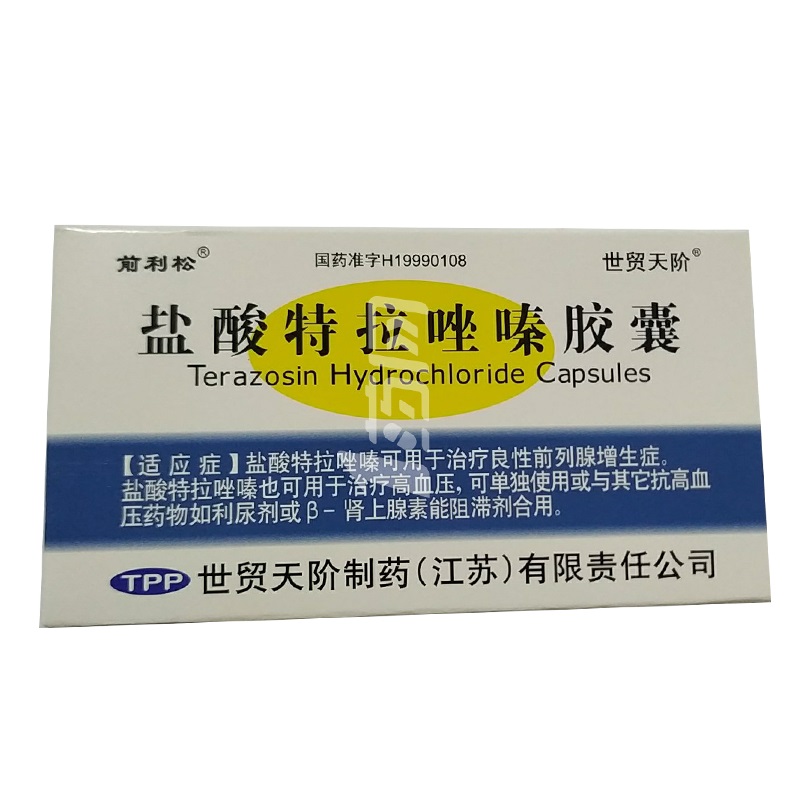 前利松®
国药准字H19990108
世贸天阶®
盐酸特拉唑嗪胶囊
Terazosin Hydrochloride Capsules
【适应症】盐酸特拉唑嗪可用于治疗良性前列腺增生症。
盐酸特拉唑嗪也可用于治疗高血压,可单独使用或与其它抗高血
压药物如利尿剂或β-肾上腺素能阻滞剂合用。
TPP 世贸天阶制药(江苏)有限责任公司